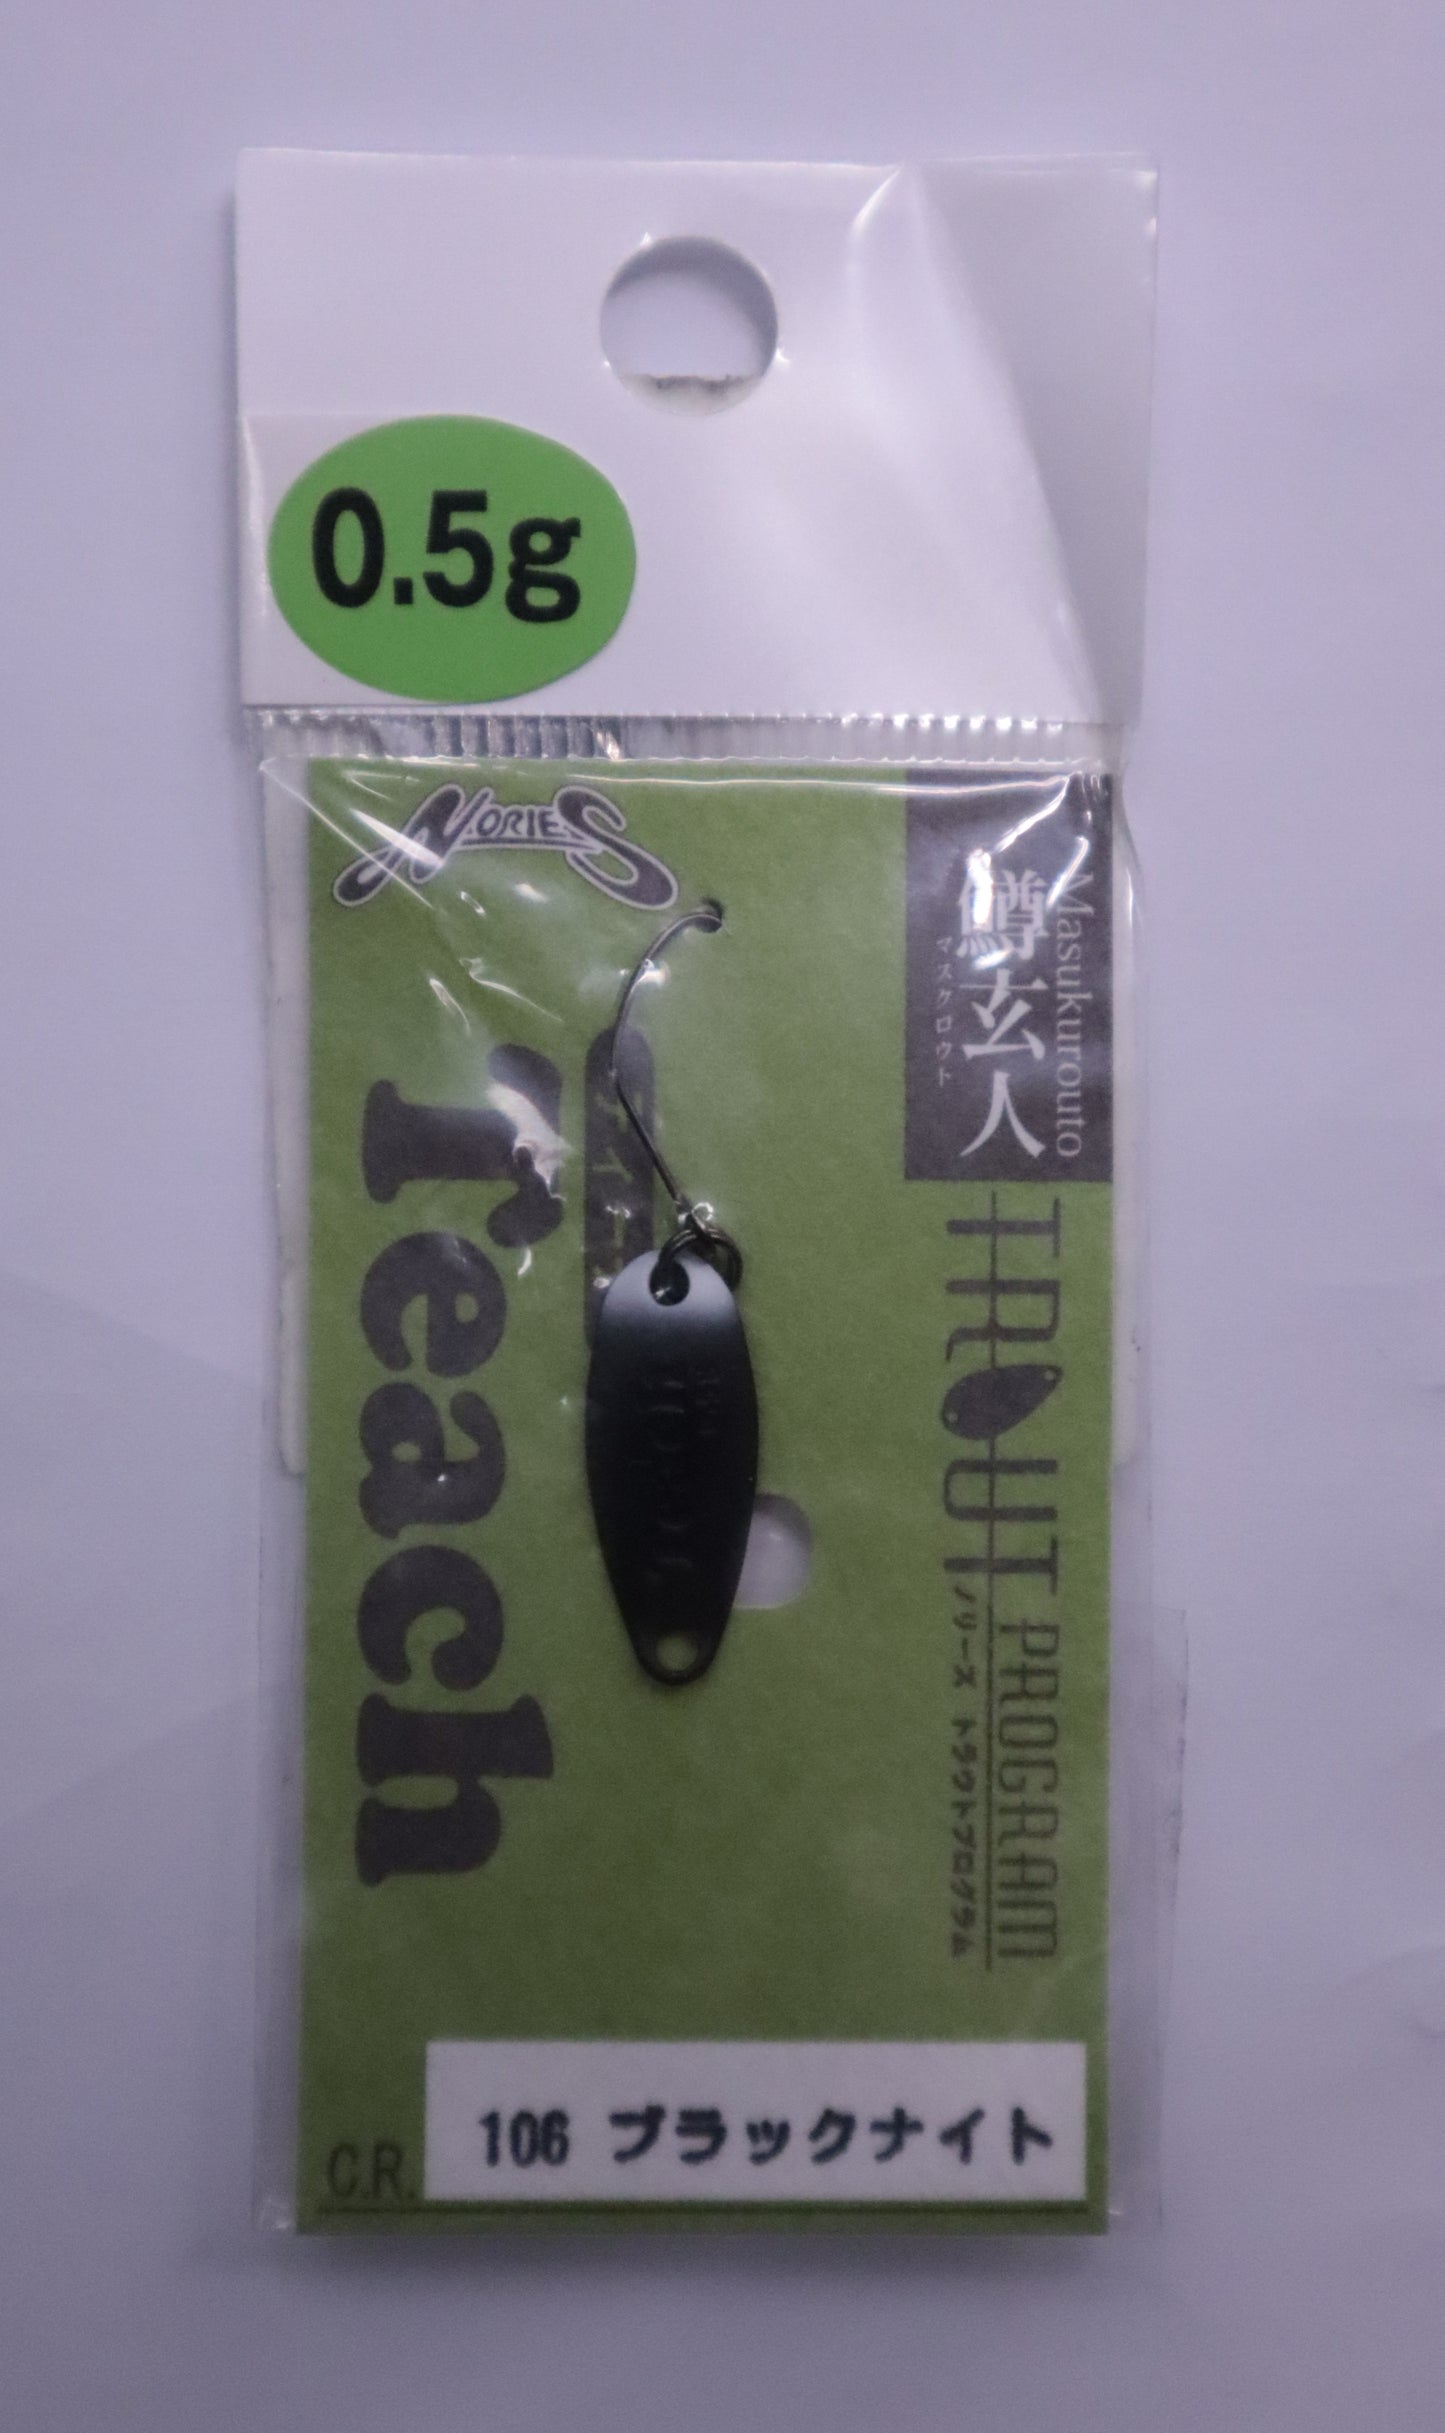 0.5g
NORIES
Masukurouto
鱒玄人
マスクロウト
Teach
TROUT PROGRAM
ノリーズ トラウトプログラム
C.R.
106 ブラックナイト